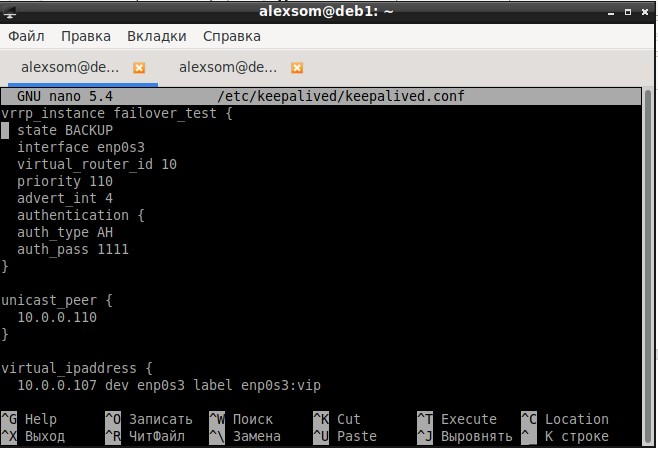 alexsom@deb1: ~
Файл Правка Вкладки Справка
alexsom@de... alexsom@de...
GNU nano 5.4 /etc/keepalived/keepalived.conf
vrrp_instance failover_test {
state BACKUP
interface enp0s3
virtual_router_id 10
priority 110
advert_int 4
authentication {
auth_type AH
auth_pass 1111
}
unicast_peer {
10.0.0.110
}
virtual_ipaddress {
10.0.0.107 dev enp0s3 label enp0s3:vip
^G Help ^O Записать ^W Поиск ^K Cut ^T Execute ^C Location
^X Выход ^R ЧитФайл ^\ Замена ^U Paste ^J Выровнять ^_ К строке